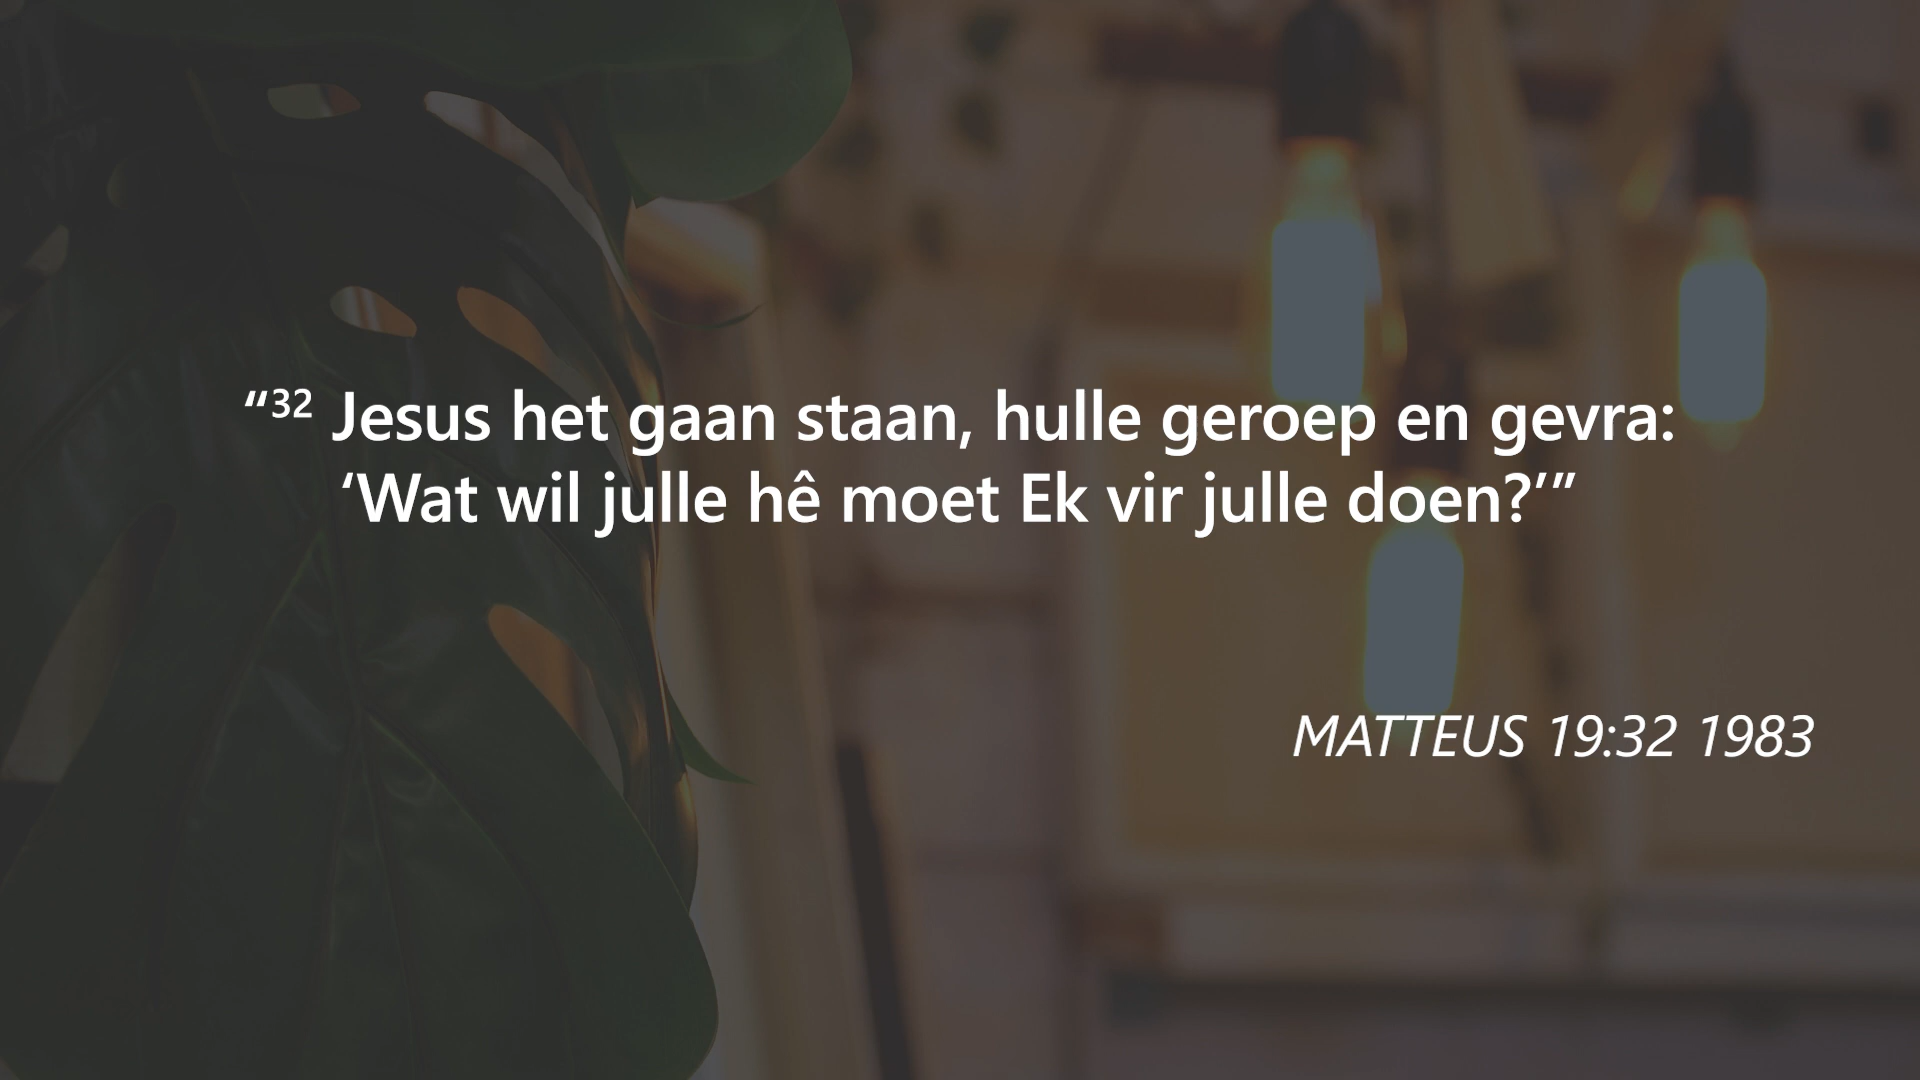 “³² Jesus het gaan staan, hulle geroep en gevra:
‘Wat wil julle hê moet Ek vir julle doen?’”
MATTEUS 19:32 1983